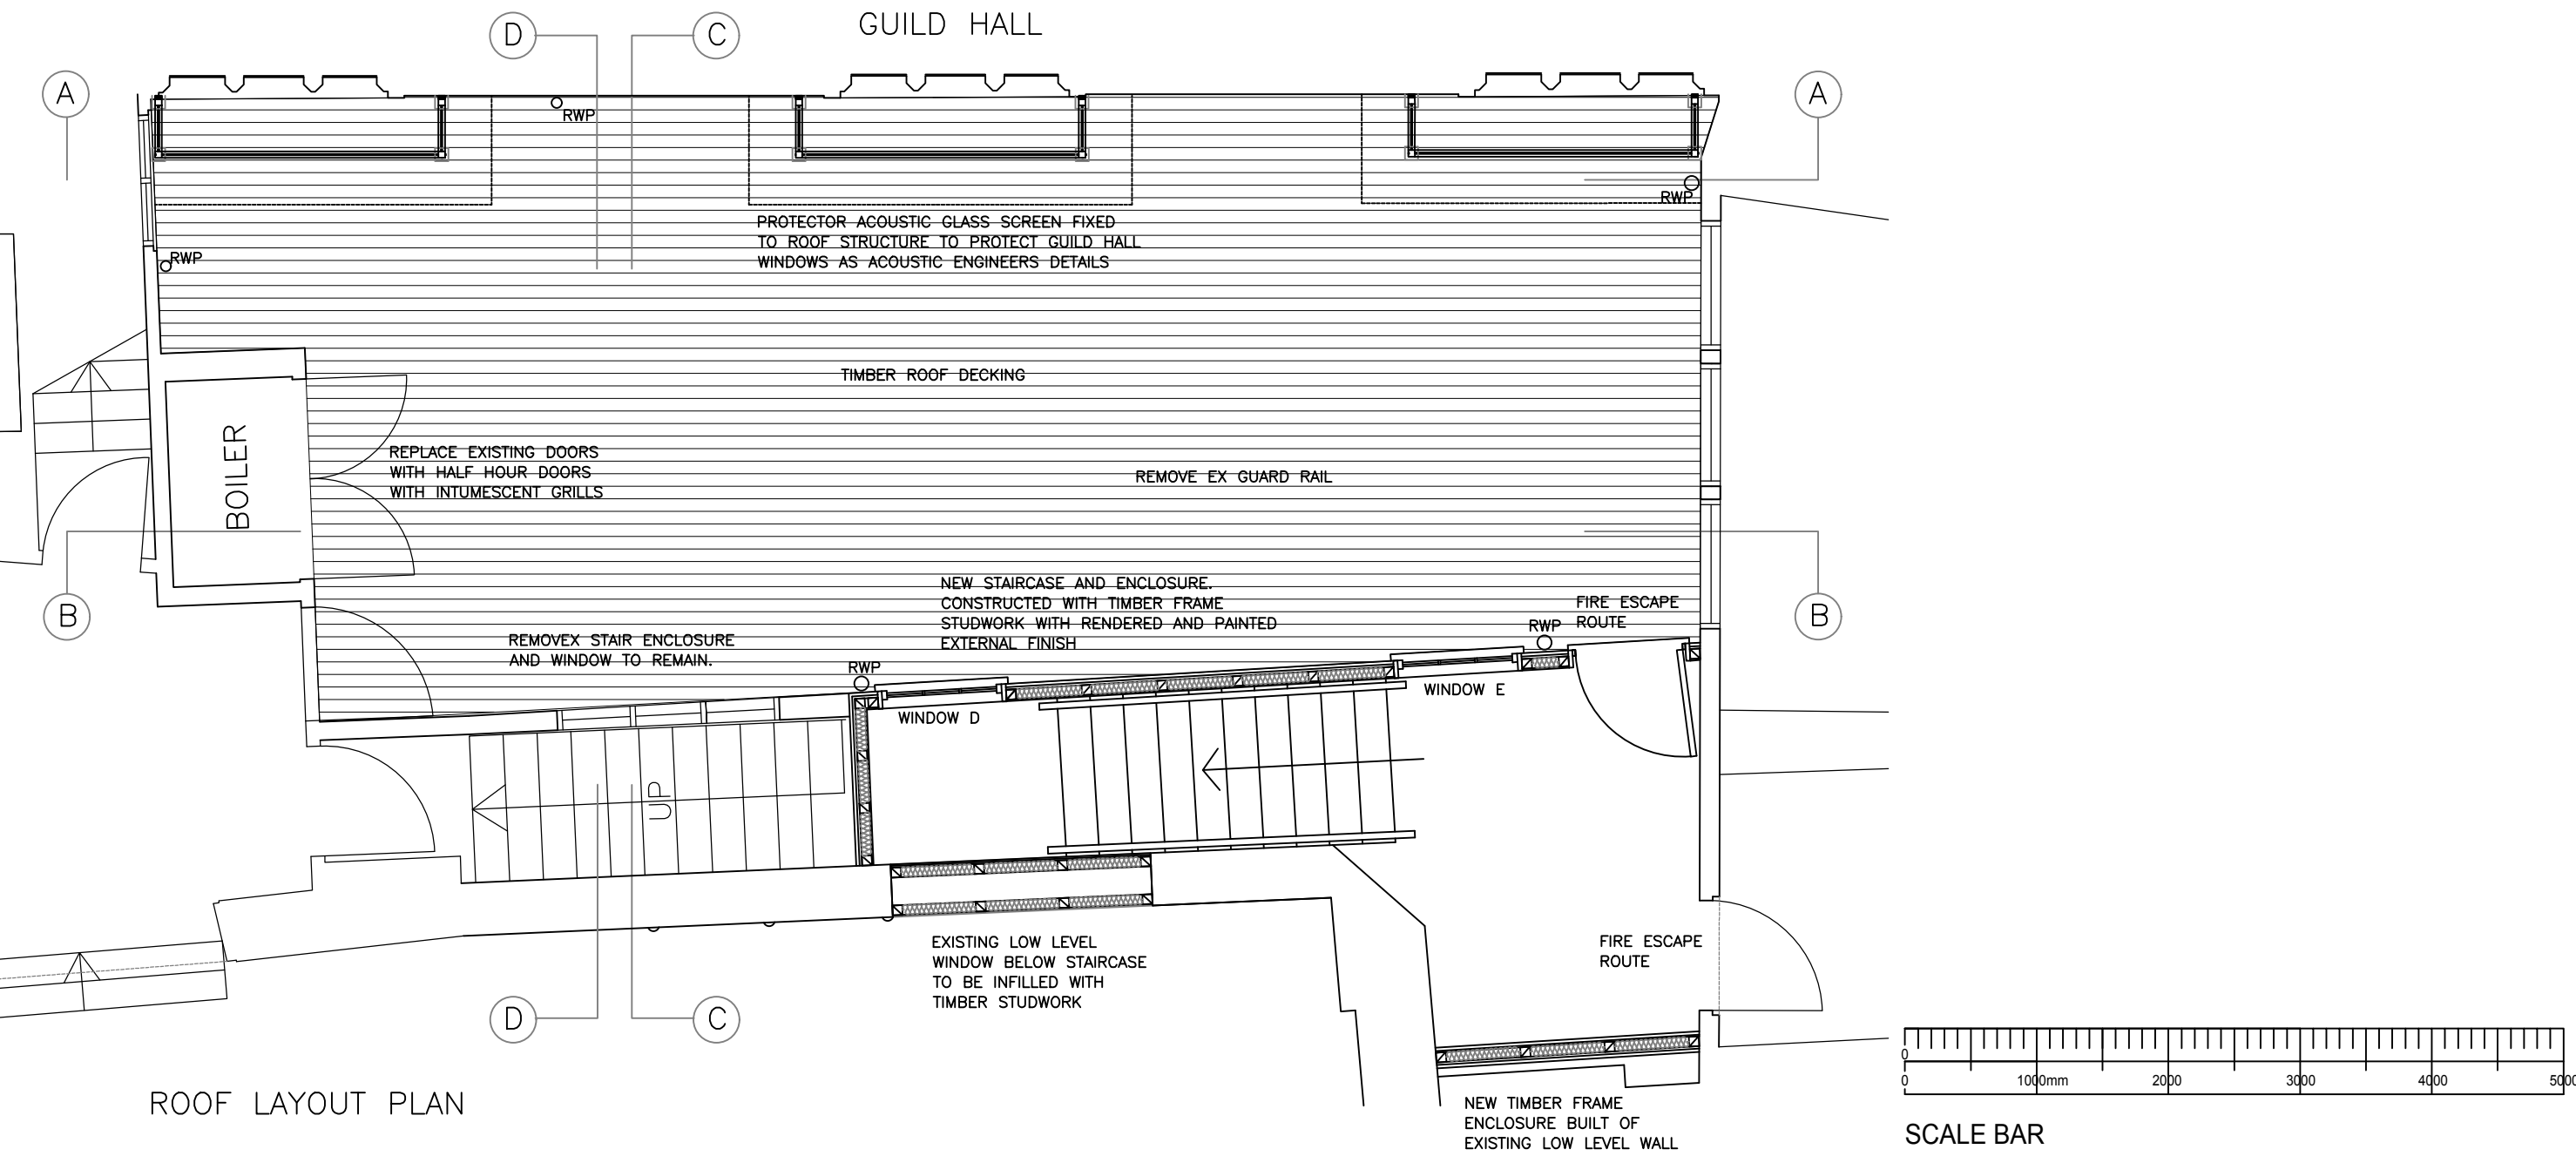 GUILD HALL
D
C
A
A
RWP
RWP
PROTECTOR ACOUSTIC GLASS SCREEN FIXED
TO ROOF STRUCTURE TO PROTECT GUILD HALL
WINDOWS AS ACOUSTIC ENGINEERS DETAILS
RWP
TIMBER ROOF DECKING
BOILER
REPLACE EXISTING DOORS
WITH HALF HOUR DOORS
WITH INTUMESCENT GRILLS
REMOVE EX GUARD RAIL
B
B
NEW STAIRCASE AND ENCLOSURE.
CONSTRUCTED WITH TIMBER FRAME
STUDWORK WITH RENDERED AND PAINTED
EXTERNAL FINISH
FIRE ESCAPE
ROUTE
RWP
REMOVEX STAIR ENCLOSURE
AND WINDOW TO REMAIN.
RWP
WINDOW D
WINDOW E
UP
EXISTING LOW LEVEL
WINDOW BELOW STAIRCASE
TO BE INFILLED WITH
TIMBER STUDWORK
FIRE ESCAPE
ROUTE
D
C
ROOF LAYOUT PLAN
NEW TIMBER FRAME
ENCLOSURE BUILT OF
EXISTING LOW LEVEL WALL
0
0 1000mm 2000 3000 4000 5000
SCALE BAR